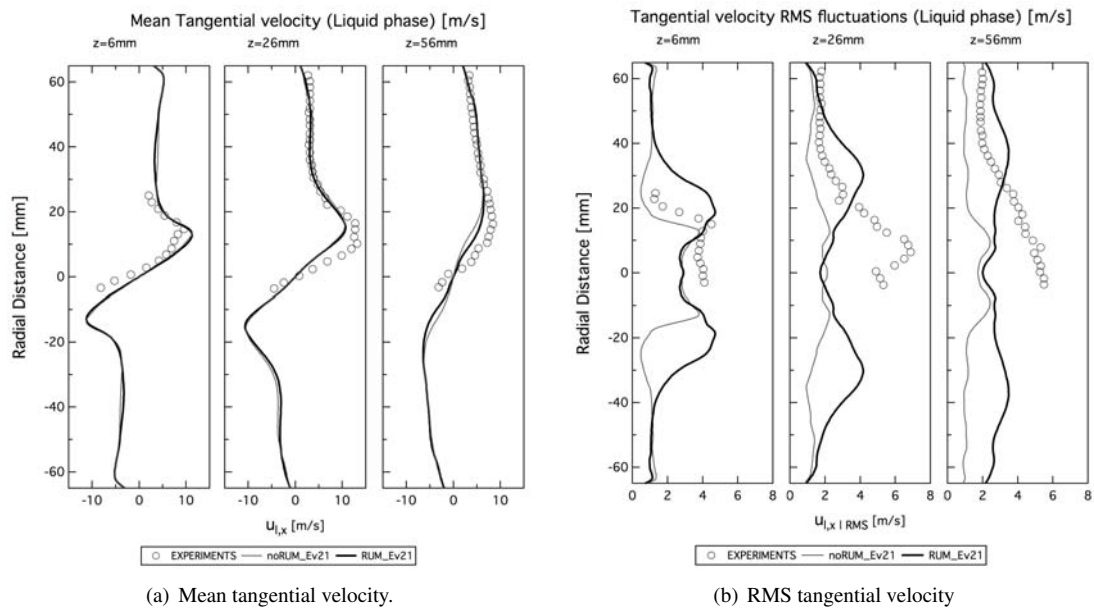 Mean Tangential velocity (Liquid phase) [m/s]
z=6mm z=26mm z=56mm
60
40
20
0
-20
-40
-60
Radial Distance [mm]
-10 0 10 -10 0 10 -10 0 10
u_l,x [m/s]
EXPERIMENTS noRUM_Ev21 RUM_Ev21
(a) Mean tangential velocity.
Tangential velocity RMS fluctuations (Liquid phase) [m/s]
z=6mm z=26mm z=56mm
60
40
20
0
-20
-40
-60
Radial Distance [mm]
0 2 4 6 8 0 2 4 6 8 0 2 4 6 8
u_l,x | RMS [m/s]
EXPERIMENTS noRUM_Ev21 RUM_Ev21
(b) RMS tangential velocity